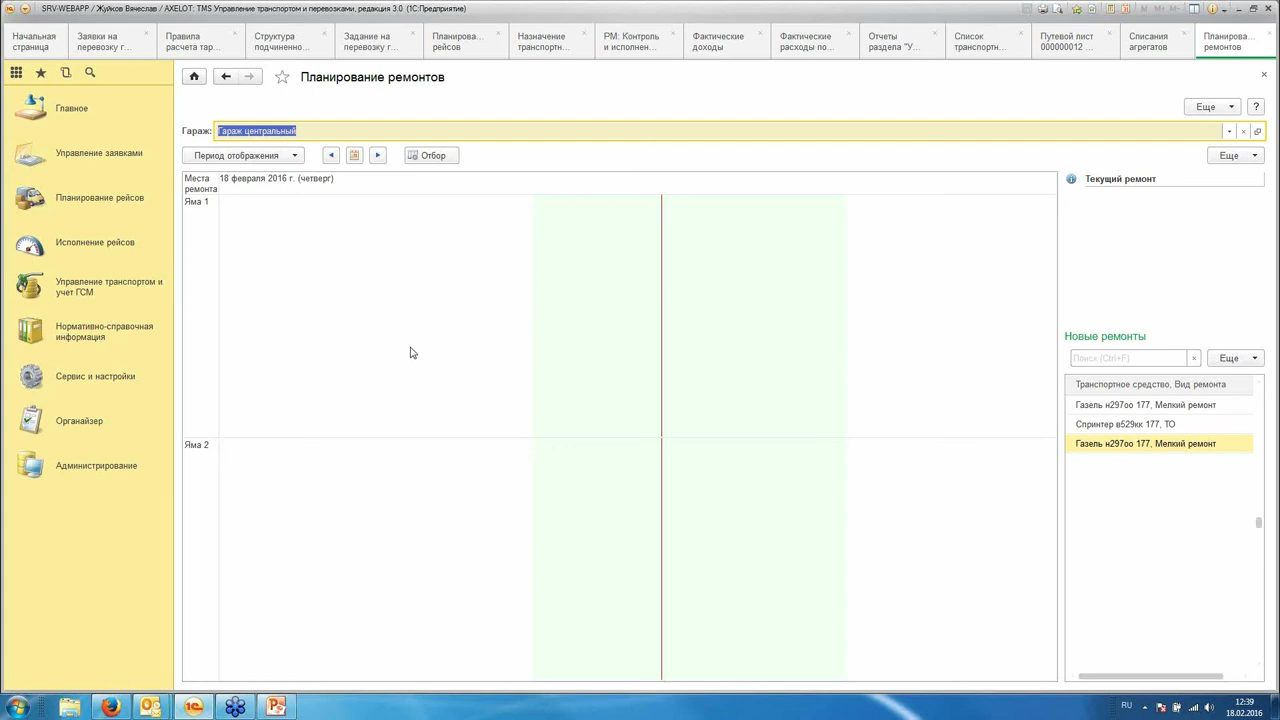 SRV-WEBAPP / Жуйков Вячеслав / AXELOT: TMS Управление транспортом и перевозками, редакция 3.0 (1С:Предприятие)
Начальная страница
Заявки на перевозку г...
Правила расчета тар...
Структура подчиненно...
Задание на перевозку г...
Планирова... рейсов
Назначение транспортн...
РМ: Контроль и исполнен...
Фактические доходы
Фактические расходы по...
Отчеты раздела "У...
Список транспортн...
Путевой лист 000000012 ...
Списания агрегатов
Планирова... ремонтов
Планирование ремонтов
Еще
?
Гараж: Гараж центральный
Период отображения
Отбор
Еще
Места ремонта
18 февраля 2016 г. (четверг)
Яма 1
Яма 2
Текущий ремонт
Новые ремонты
Поиск (Ctrl+F)
Еще
Транспортное средство, Вид ремонта
Газель н297оо 177, Мелкий ремонт
Спринтер в529кк 177, ТО
Газель н297оо 177, Мелкий ремонт
Главное
Управление заявками
Планирование рейсов
Исполнение рейсов
Управление транспортом и
учет ГСМ
Нормативно-справочная
информация
Сервис и настройки
Органайзер
Администрирование
RU
12:39
18.02.2016